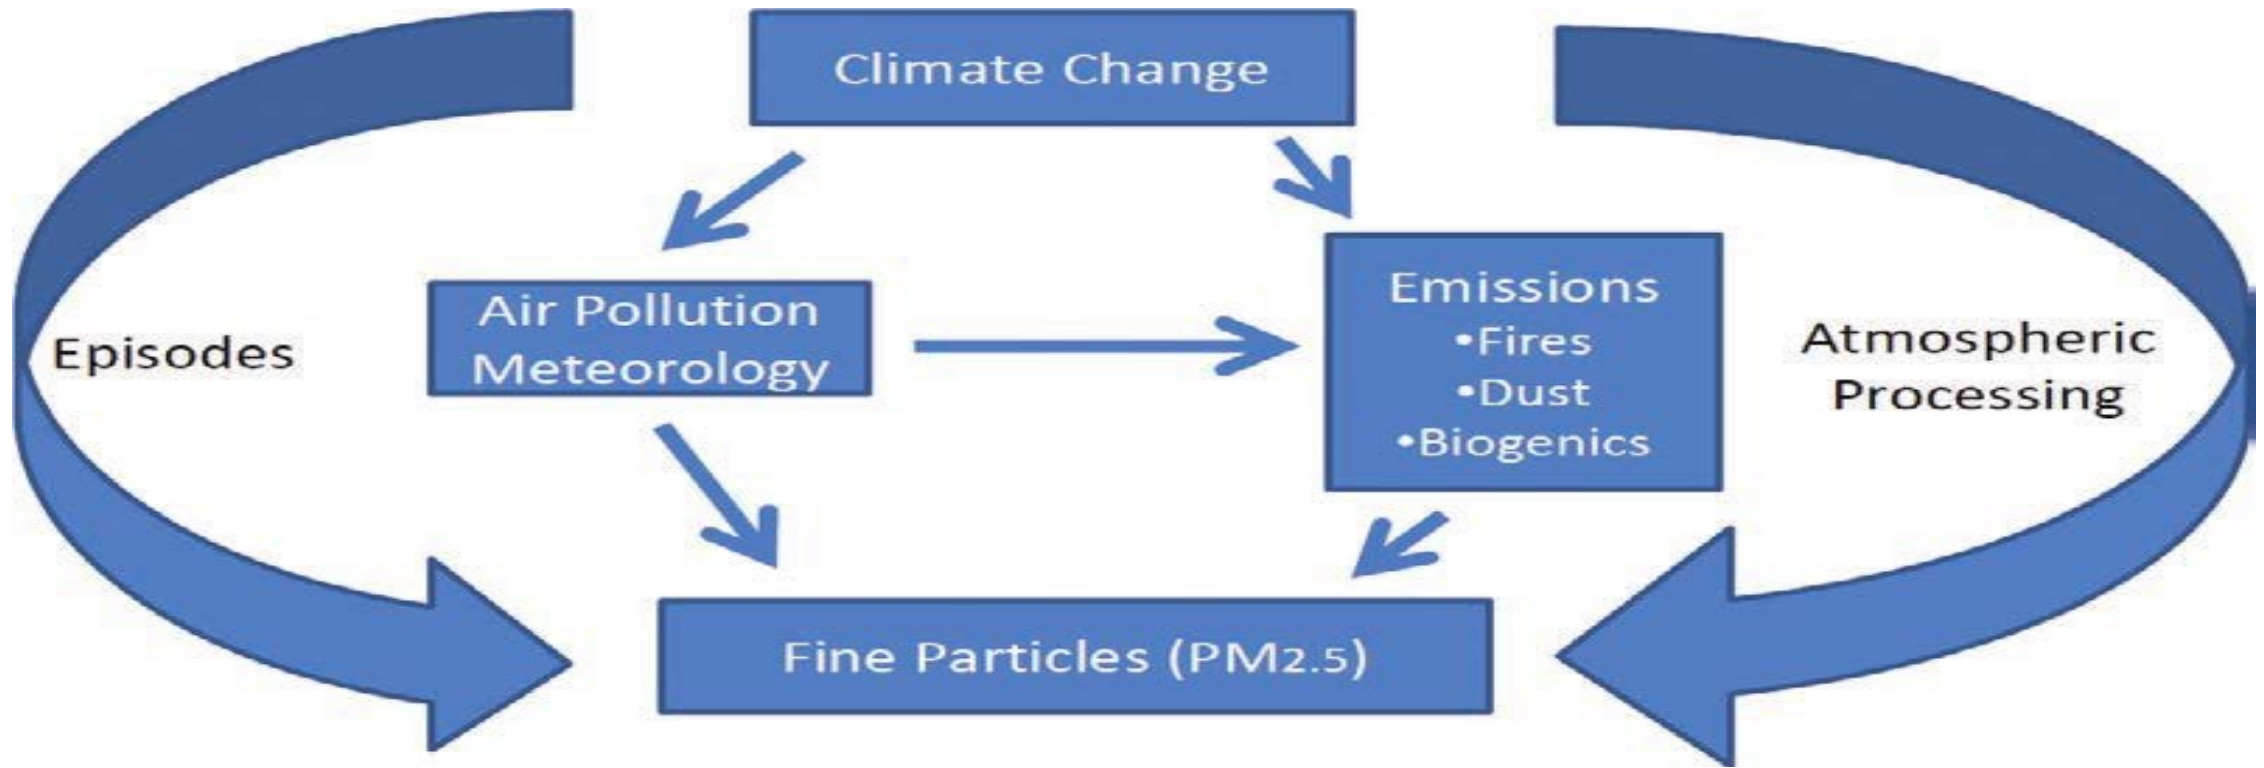 Climate Change
Air Pollution
Meteorology
Emissions
•Fires
•Dust
•Biogenics
Episodes
Atmospheric
Processing
Fine Particles (PM2.5)